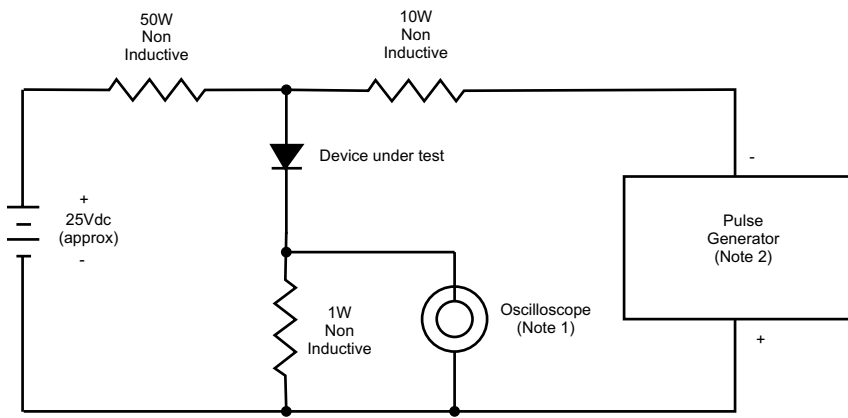 50W
Non
Inductive
10W
Non
Inductive
Device under test
+
25Vdc
(approx)
-
1W
Non
Inductive
Oscilloscope
(Note 1)
-
Pulse
Generator
(Note 2)
+